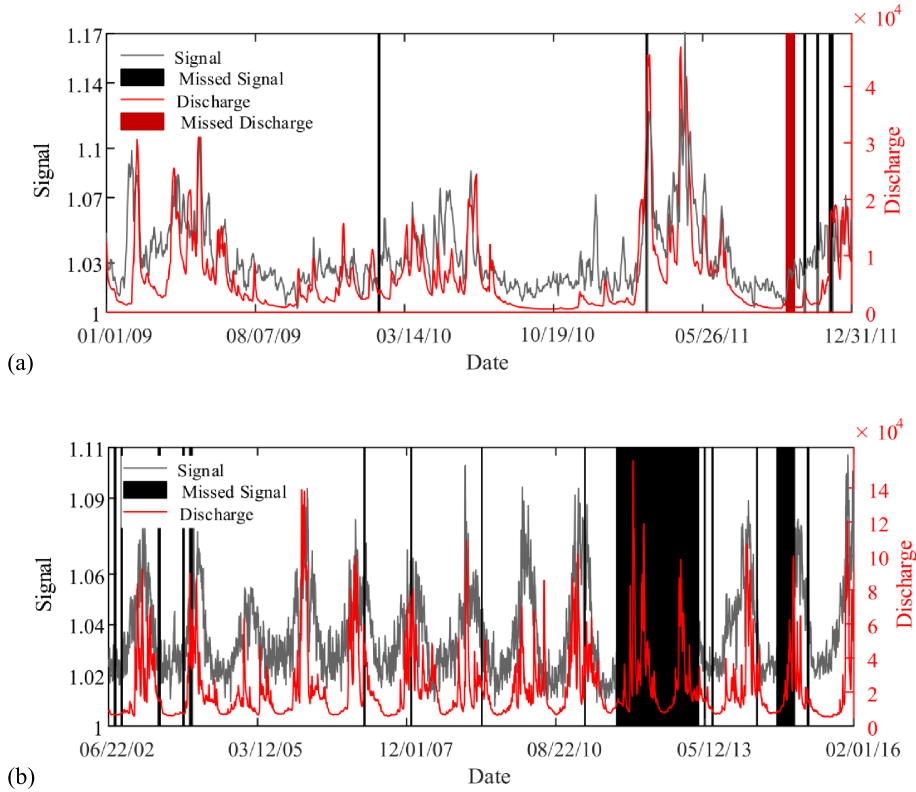 (a)
× 10⁴
1.17
1.14
1.1
1.07
1.03
1
Signal
Signal
Missed Signal
Discharge
Missed Discharge
4
3
2
1
0
Discharge
01/01/09 08/07/09 03/14/10 10/19/10 05/26/11 12/31/11
Date
(b)
× 10⁴
1.11
1.09
1.06
1.04
1.02
1
Signal
Signal
Missed Signal
Discharge
14
12
10
8
6
4
2
0
Discharge
06/22/02 03/12/05 12/01/07 08/22/10 05/12/13 02/01/16
Date